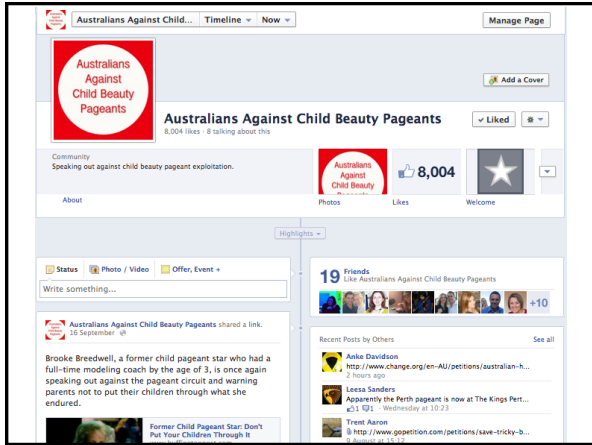 Australians Against Child...
Timeline
Now
Manage Page
Australians
Against
Child Beauty
Pageants
Add a Cover
Australians Against Child Beauty Pageants
8,004 likes · 8 talking about this
Liked
Community
Speaking out against child beauty pageant exploitation.
About
Australians
Against
Child Beauty
8,004
Photos
Likes
Welcome
Highlights
Status
Photo / Video
Offer, Event +
Write something...
Australians Against Child Beauty Pageants shared a link.
16 September
Brooke Breedwell, a former child pageant star who had a
full-time modeling coach by the age of 3, is once again
speaking out against the pageant circuit and warning
parents not to put their children through what she
endured.
Former Child Pageant Star: Don't
Put Your Children Through It
19 Friends
Like Australians Against Child Beauty Pageants
+10
Recent Posts by Others
See all
Anke Davidson
http://www.change.org/en-AU/petitions/australian-h...
2 hours ago
Leesa Sanders
Apparently the Perth pageant is now at The Kings Pert...
1 1 · Wednesday at 10:23
Trent Aaron
http://www.gopetition.com/petitions/save-tricky-b...
9 August at 15:12